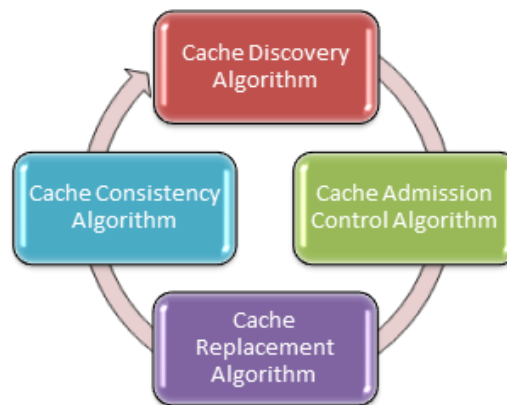 Cache Discovery
Algorithm
Cache Consistency
Algorithm
Cache Admission
Control Algorithm
Cache
Replacement
Algorithm